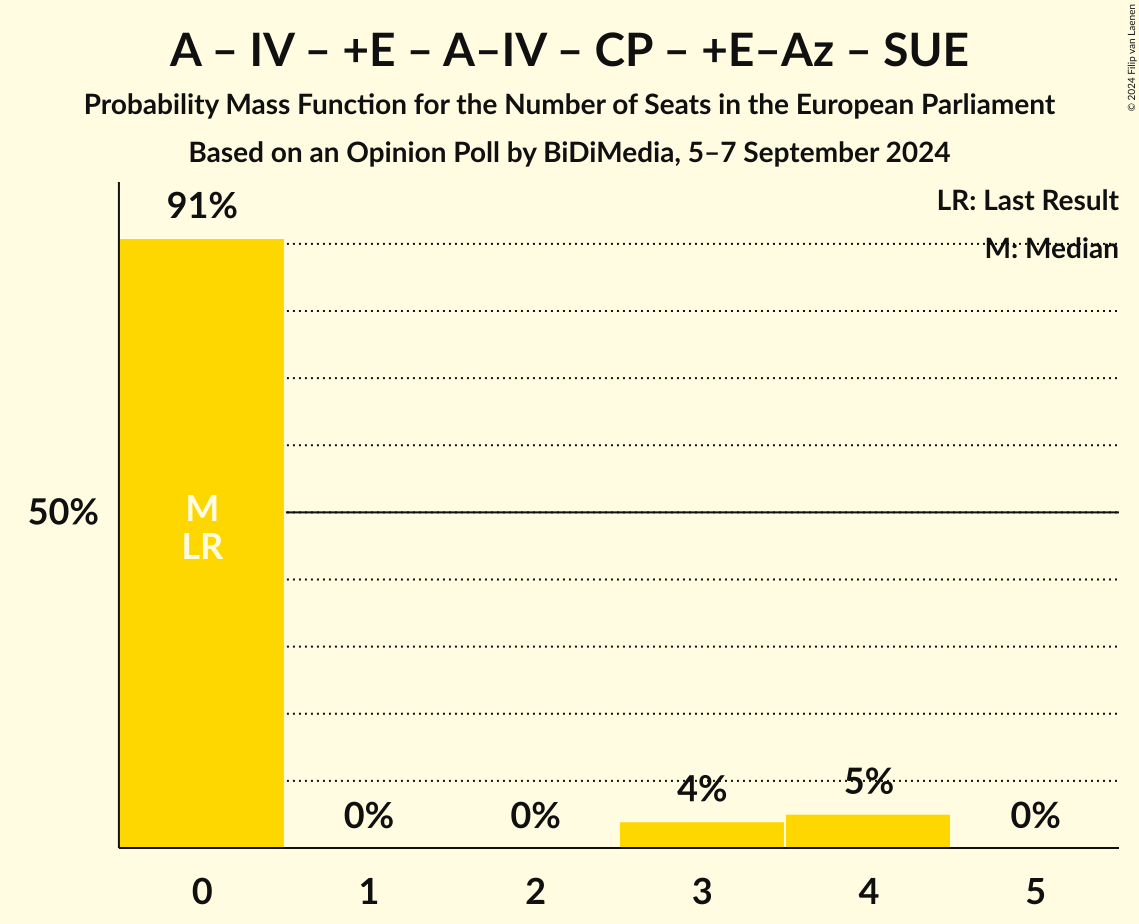 A – IV – +E – A–IV – CP – +E–Az – SUE
Probability Mass Function for the Number of Seats in the European Parliament
Based on an Opinion Poll by BiDiMedia, 5–7 September 2024
© 2024 Filip van Laenen
LR: Last Result
M: Median
91%
50%
M
LR
0%
0%
4%
5%
0%
0
1
2
3
4
5